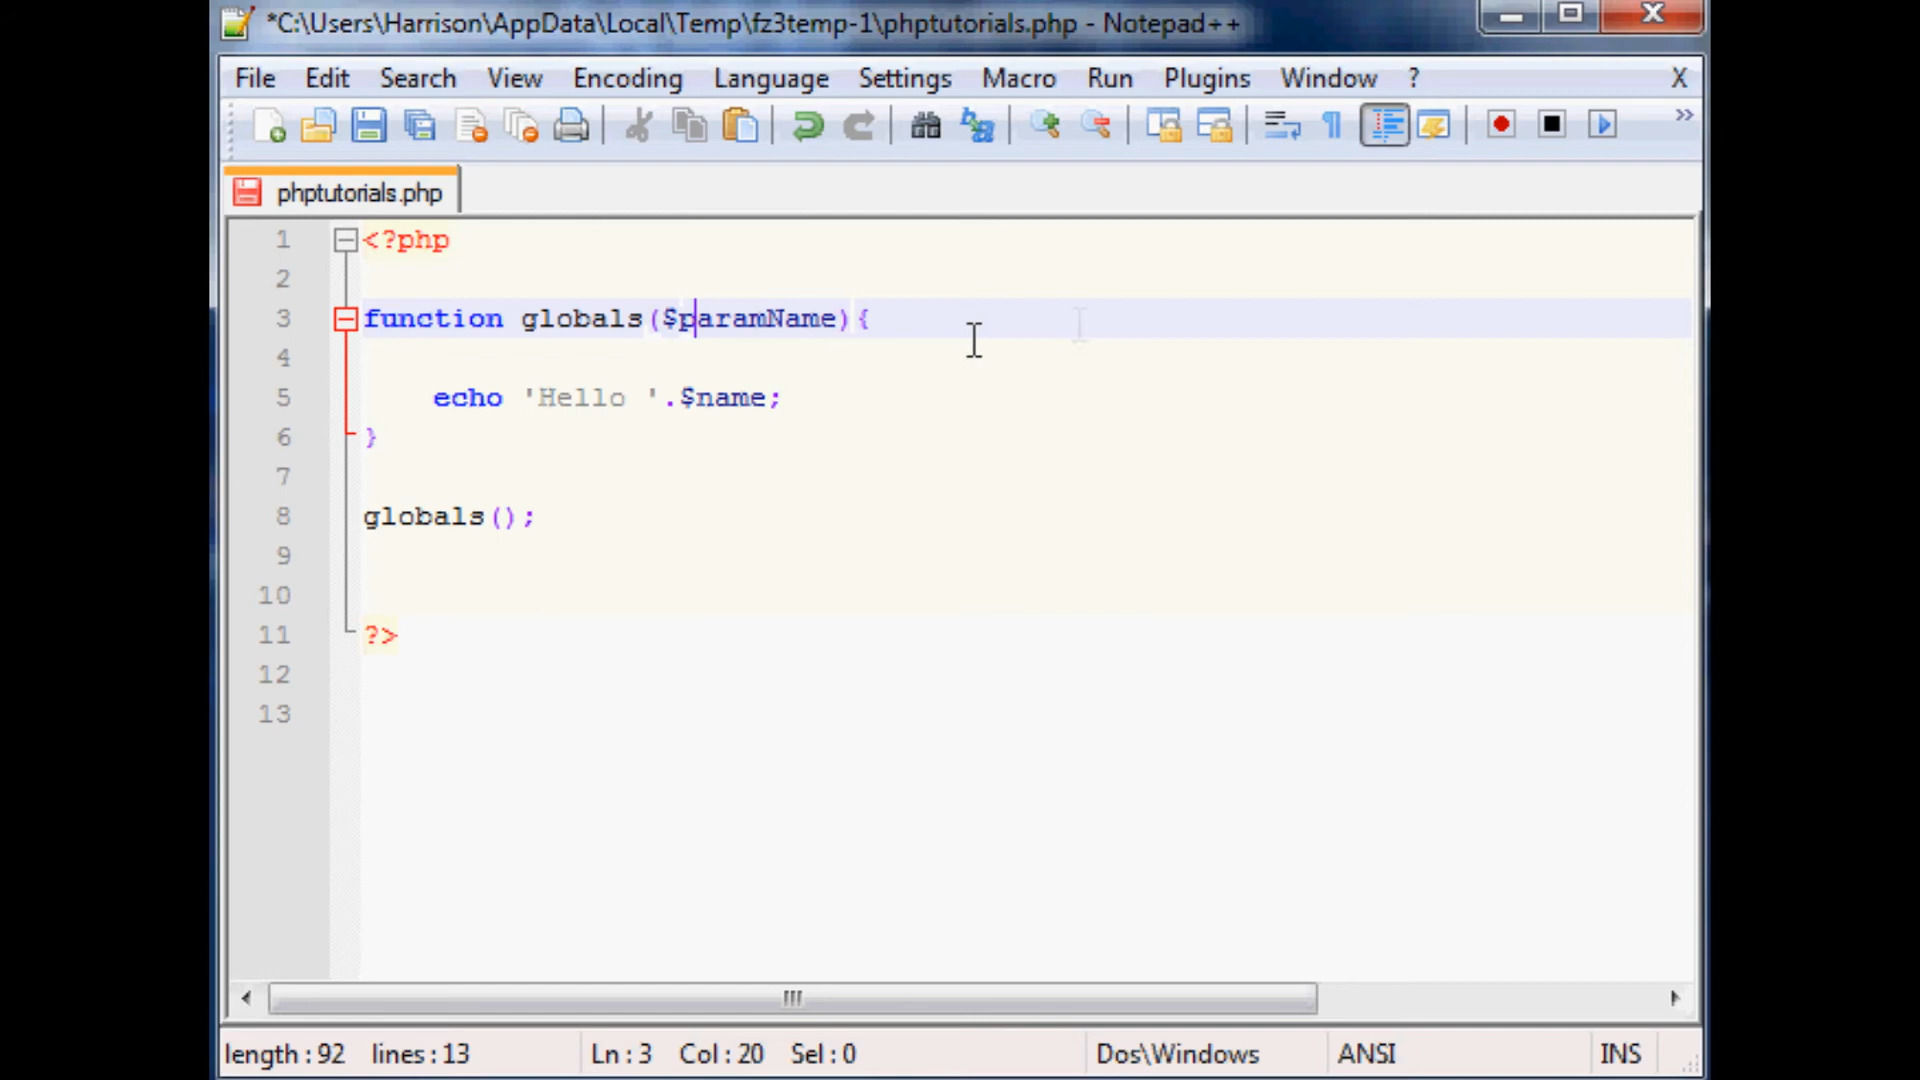 *C:\Users\Harrison\AppData\Local\Temp\fz3temp-1\phptutorials.php - Notepad++
File Edit Search View Encoding Language Settings Macro Run Plugins Window ? X
phptutorials.php
1 <?php
2
3 function globals($paramName){
4
5 echo 'Hello '.$name;
6 }
7
8 globals();
9
10
11 ?>
12
13
length : 92 lines : 13 Ln : 3 Col : 20 Sel : 0 Dos\Windows ANSI INS